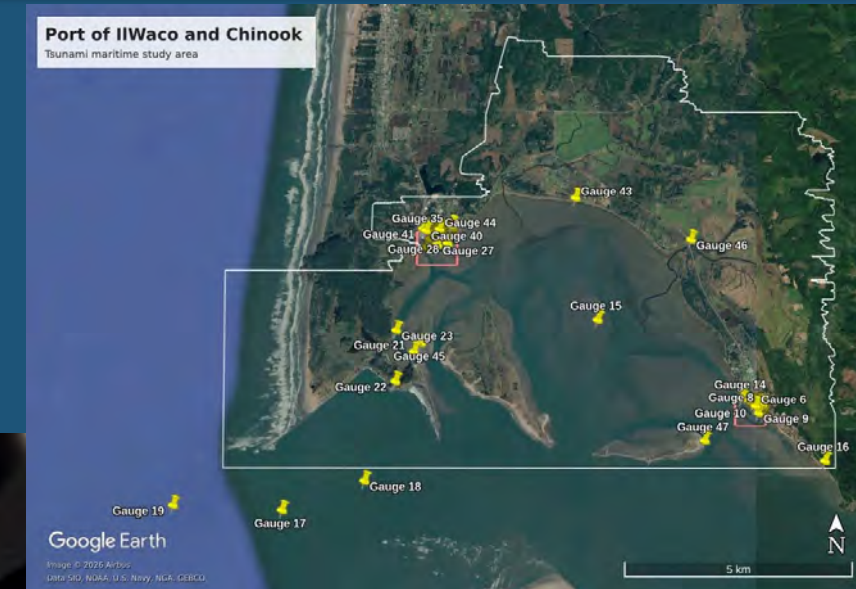 Port of IlWaco and Chinook
Tsunami maritime study area
Gauge 43
Gauge 35
Gauge 44
Gauge 41
Gauge 40
Gauge 26
Gauge 27
Gauge 46
Gauge 15
Gauge 23
Gauge 21
Gauge 45
Gauge 22
Gauge 14
Gauge 8
Gauge 6
Gauge 10
Gauge 9
Gauge 47
Gauge 16
Gauge 18
Gauge 19
Gauge 17
Google Earth
N
Image © 2026 Airbus
Data SIO, NOAA, U.S. Navy, NGA, GEBCO
5 km